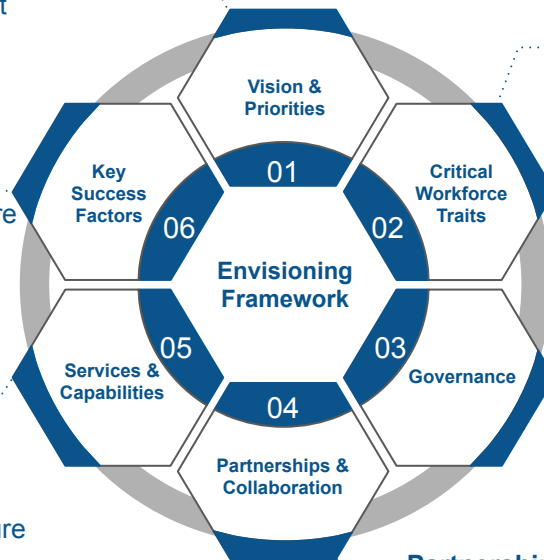 Vision &
Priorities
01
Key
Success
Factors
06
Critical
Workforce
Traits
02
Envisioning
Framework
05
Services &
Capabilities
03
Governance
04
Partnerships &
Collaboration